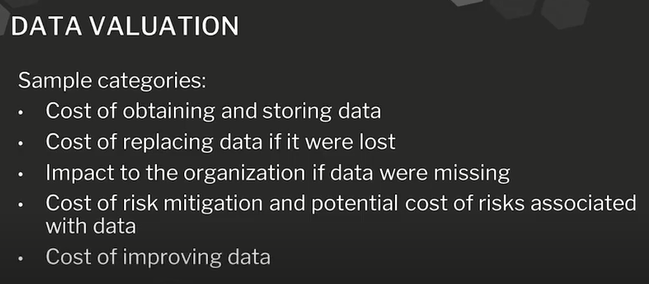 DATA VALUATION
Sample categories:
• Cost of obtaining and storing data
• Cost of replacing data if it were lost
• Impact to the organization if data were missing
• Cost of risk mitigation and potential cost of risks associated
with data
• Cost of improving data